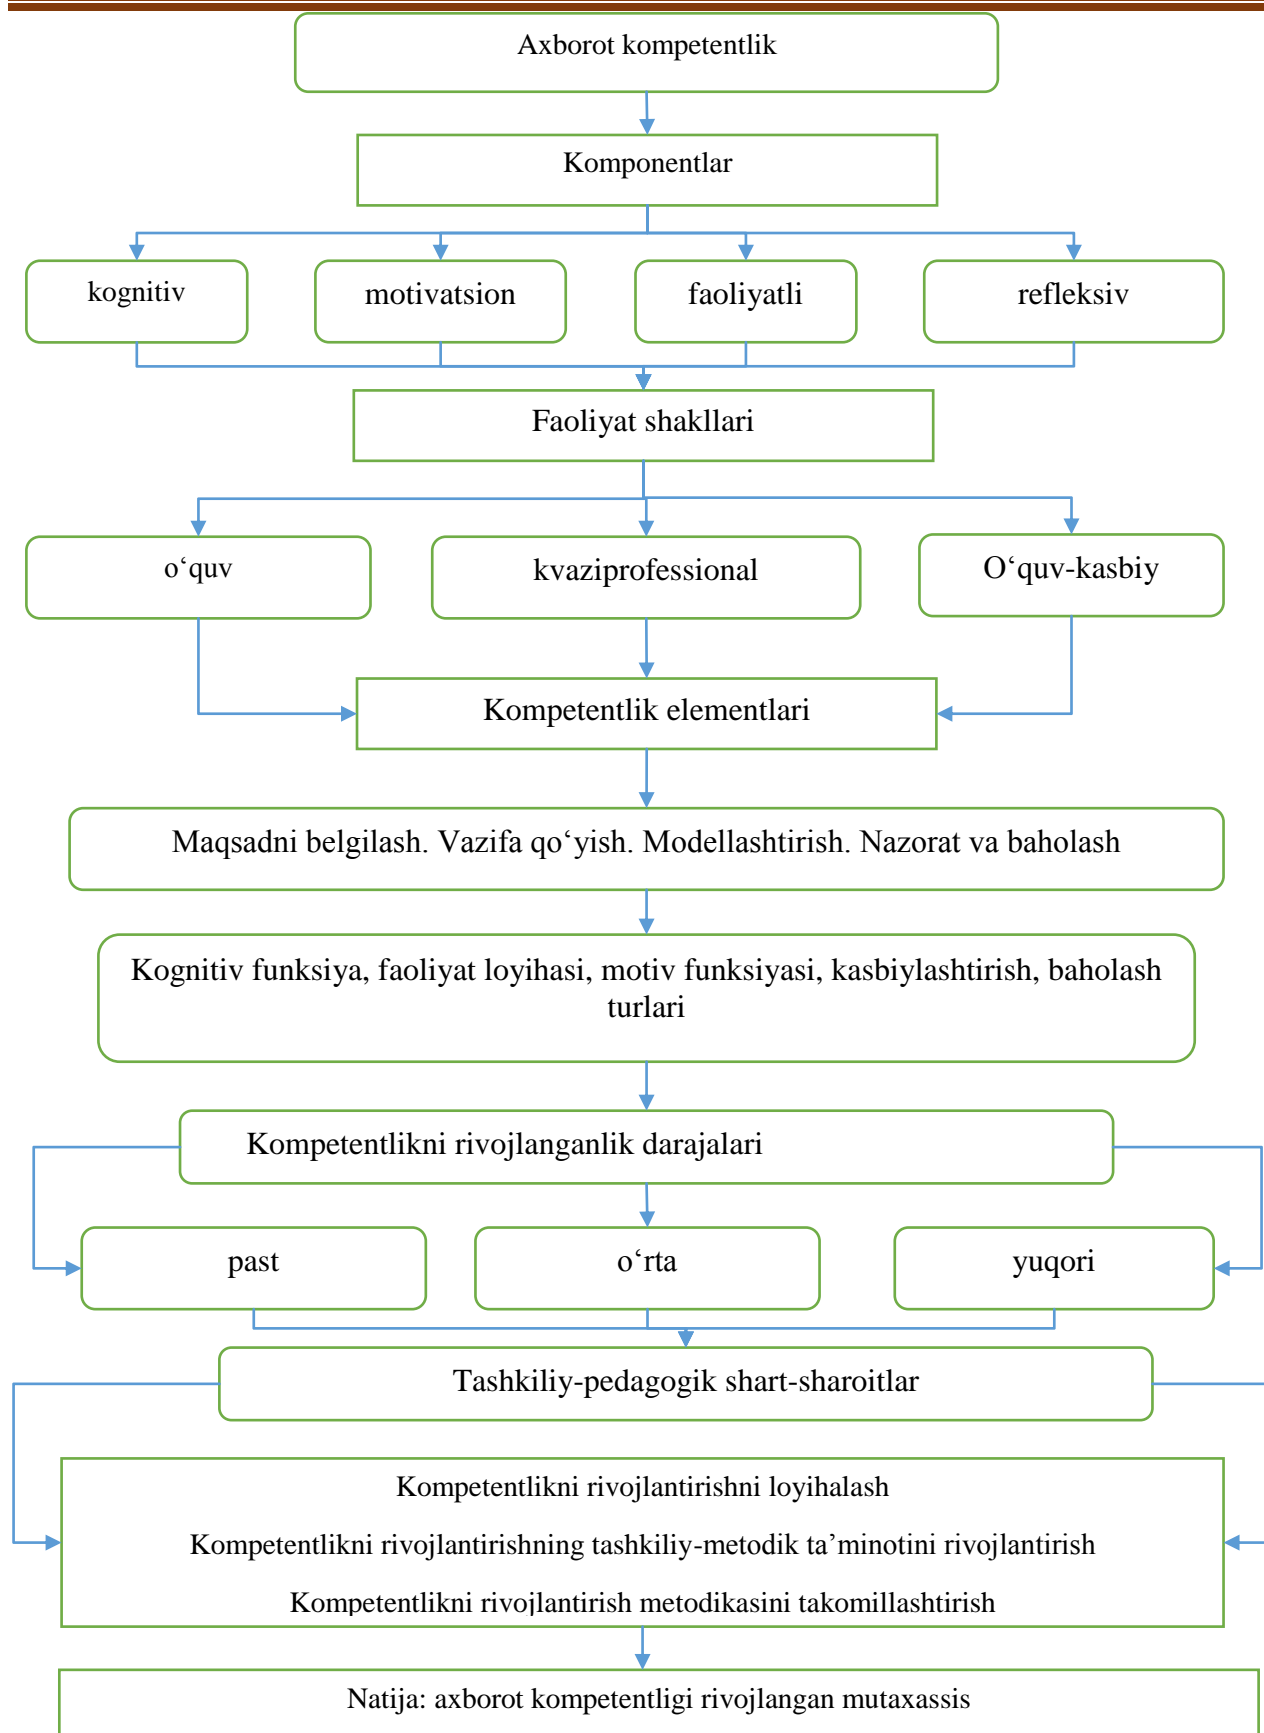 Axborot kompetentlik
Komponentlar
kognitiv
motivatsion
faoliyatli
refleksiv
Faoliyat shakllari
o‘quv
kvaziprofessional
O‘quv-kasbiy
Kompetentlik elementlari
Maqsadni belgilash. Vazifa qo‘yish. Modellashtirish. Nazorat va baholash
Kognitiv funksiya, faoliyat loyihasi, motiv funksiyasi, kasbiylashtirish, baholash
turlari
Kompetentlikni rivojlanganlik darajalari
past
o‘rta
yuqori
Tashkiliy-pedagogik shart-sharoitlar
Kompetentlikni rivojlantirishni loyihalash
Kompetentlikni rivojlantirishning tashkiliy-metodik ta’minotini rivojlantirish
Kompetentlikni rivojlantirish metodikasini takomillashtirish
Natija: axborot kompetentligi rivojlangan mutaxassis